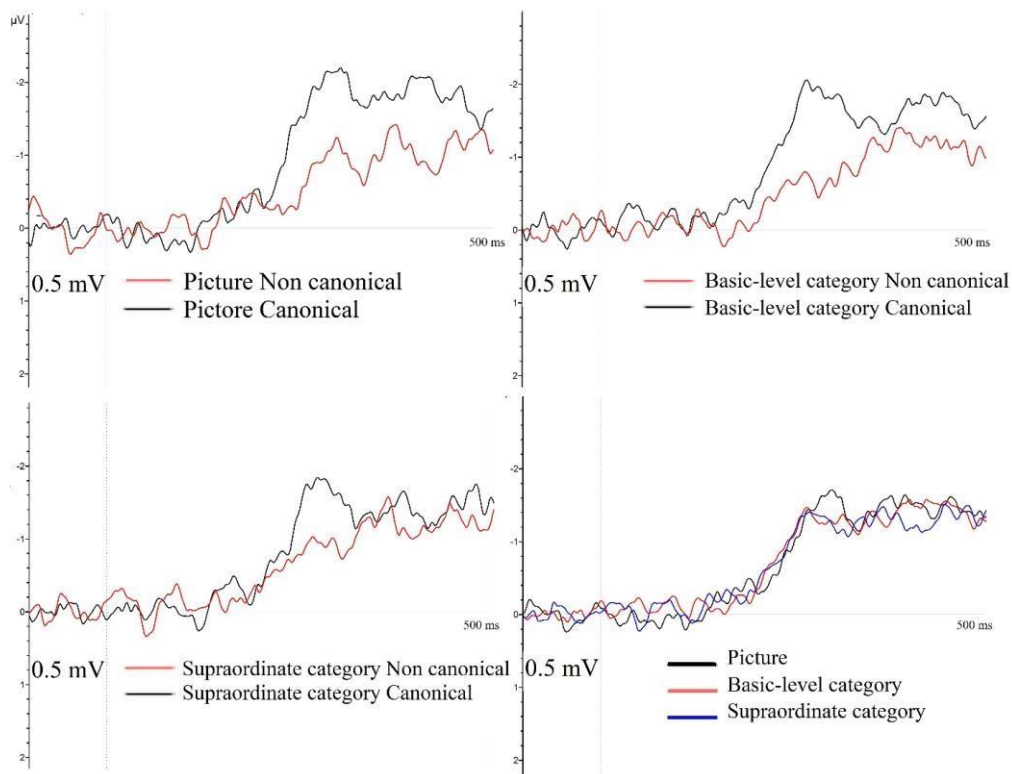 µV
-2
-1
0
500 ms
0.5 mV
Picture Non canonical
Pictore Canonical
1
2
-2
-1
0
500 ms
0.5 mV
Basic-level category Non canonical
Basic-level category Canonical
1
2
-2
-1
0
500 ms
0.5 mV
Supraordinate category Non canonical
Supraordinate category Canonical
1
2
-2
-1
0
500 ms
0.5 mV
Picture
Basic-level category
Supraordinate category
1
2